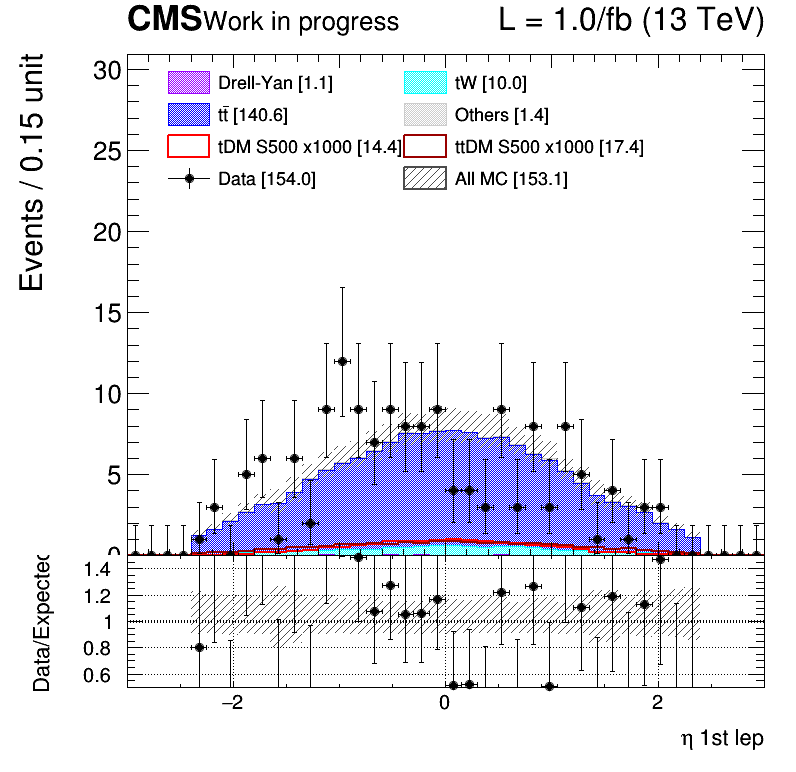 CMS Work in progress L = 1.0/fb (13 TeV)
Events / 0.15 unit
30
25
20
15
10
5
0
Drell-Yan [1.1] tW [10.0]
tt̄ [140.6] Others [1.4]
tDM S500 x1000 [14.4] ttDM S500 x1000 [17.4]
Data [154.0] All MC [153.1]
Data/Expected
1.4
1.2
1
0.8
0.6
−2 0 2
η 1st lep